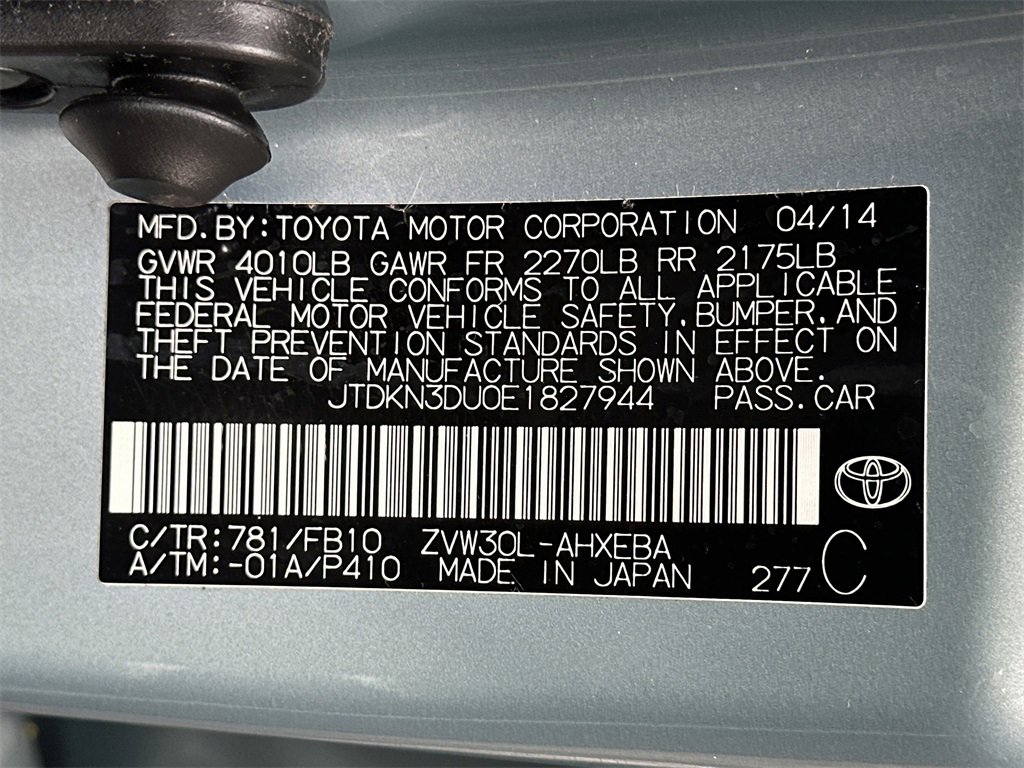 MFD.BY:TOYOTA MOTOR CORPORATION 04/14
GVWR 4010LB GAWR FR 2270LB RR 2175LB
THIS VEHICLE CONFORMS TO ALL APPLICABLE
FEDERAL MOTOR VEHICLE SAFETY,BUMPER,AND
THEFT PREVENTION STANDARDS IN EFFECT ON
THE DATE OF MANUFACTURE SHOWN ABOVE.
JTDKN3DU0E1827944 PASS.CAR
C/TR:781/FB10 ZVW30L-AHXEBA
A/TM:-01A/P410 MADE IN JAPAN 277 C